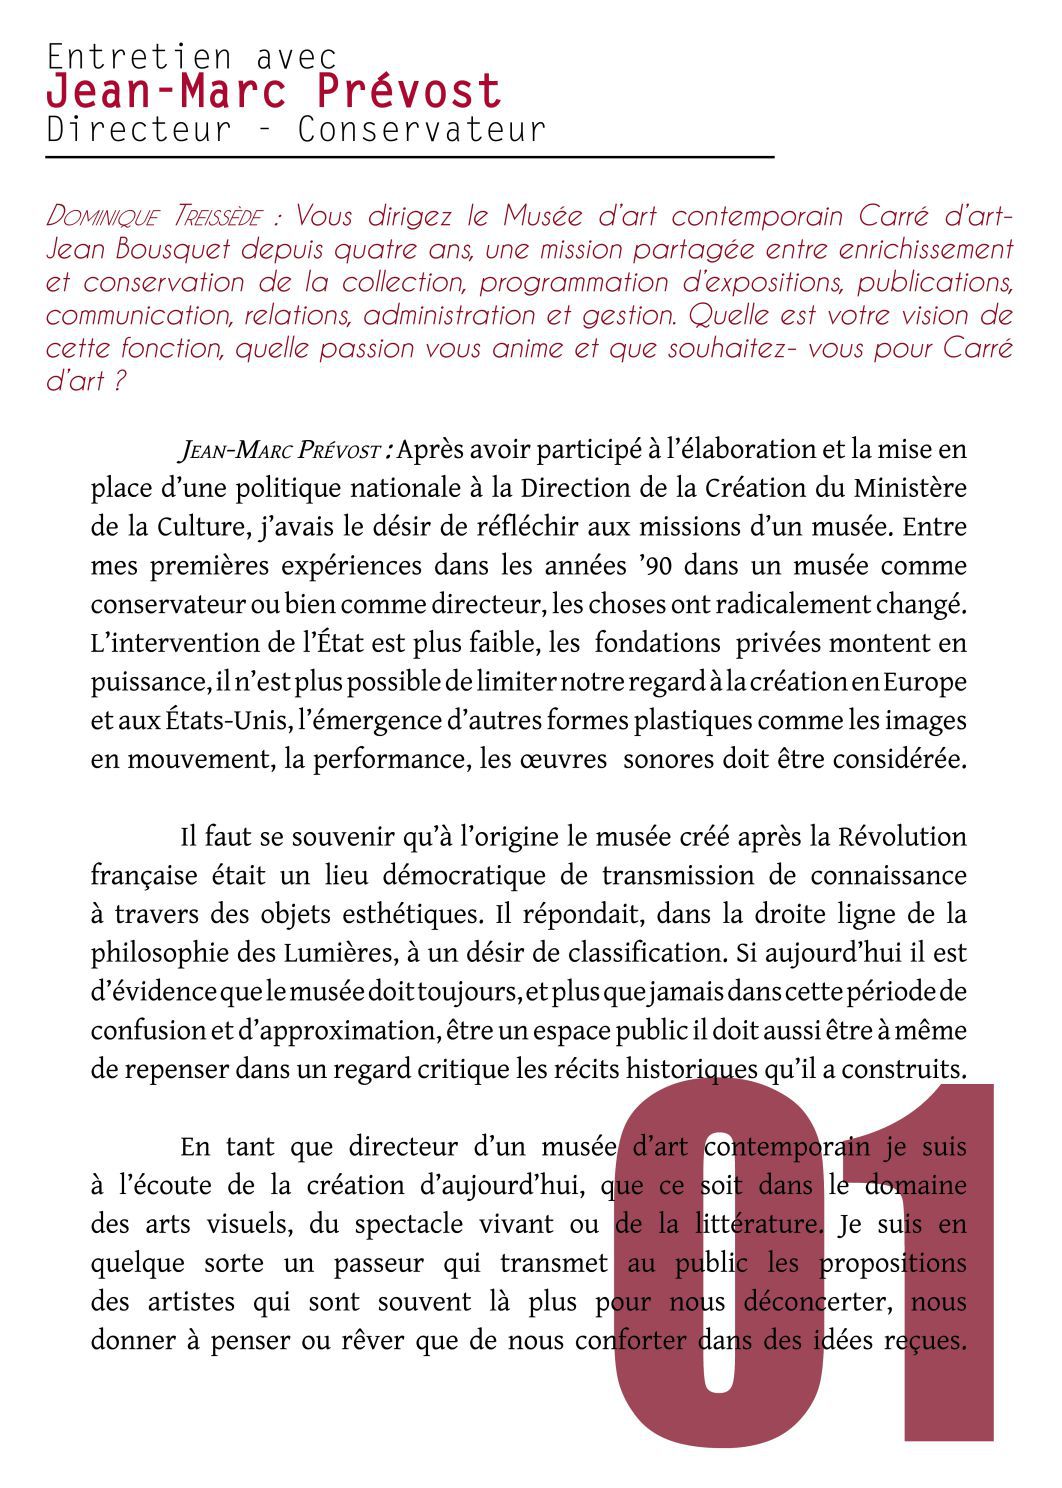 Entretien avec
Jean-Marc Prévost
Directeur - Conservateur
Dominique Treissède : Vous dirigez le Musée d'art contemporain Carré d'art-
Jean Bousquet depuis quatre ans, une mission partagée entre enrichissement
et conservation de la collection, programmation d'expositions, publications,
communication, relations, administration et gestion. Quelle est votre vision de
cette fonction, quelle passion vous anime et que souhaitez- vous pour Carré
d'art ?
Jean-Marc Prévost : Après avoir participé à l'élaboration et la mise en
place d'une politique nationale à la Direction de la Création du Ministère
de la Culture, j'avais le désir de réfléchir aux missions d'un musée. Entre
mes premières expériences dans les années '90 dans un musée comme
conservateur ou bien comme directeur, les choses ont radicalement changé.
L'intervention de l'État est plus faible, les fondations privées montent en
puissance, il n'est plus possible de limiter notre regard à la création en Europe
et aux États-Unis, l'émergence d'autres formes plastiques comme les images
en mouvement, la performance, les œuvres sonores doit être considérée.
Il faut se souvenir qu'à l'origine le musée créé après la Révolution
française était un lieu démocratique de transmission de connaissance
à travers des objets esthétiques. Il répondait, dans la droite ligne de la
philosophie des Lumières, à un désir de classification. Si aujourd'hui il est
d'évidence que le musée doit toujours, et plus que jamais dans cette période de
confusion et d'approximation, être un espace public il doit aussi être à même
de repenser dans un regard critique les récits historiques qu'il a construits.
En tant que directeur d'un musée d'art contemporain je suis
à l'écoute de la création d'aujourd'hui, que ce soit dans le domaine
des arts visuels, du spectacle vivant ou de la littérature. Je suis en
quelque sorte un passeur qui transmet au public les propositions
des artistes qui sont souvent là plus pour nous déconcerter, nous
donner à penser ou rêver que de nous conforter dans des idées reçues.
01